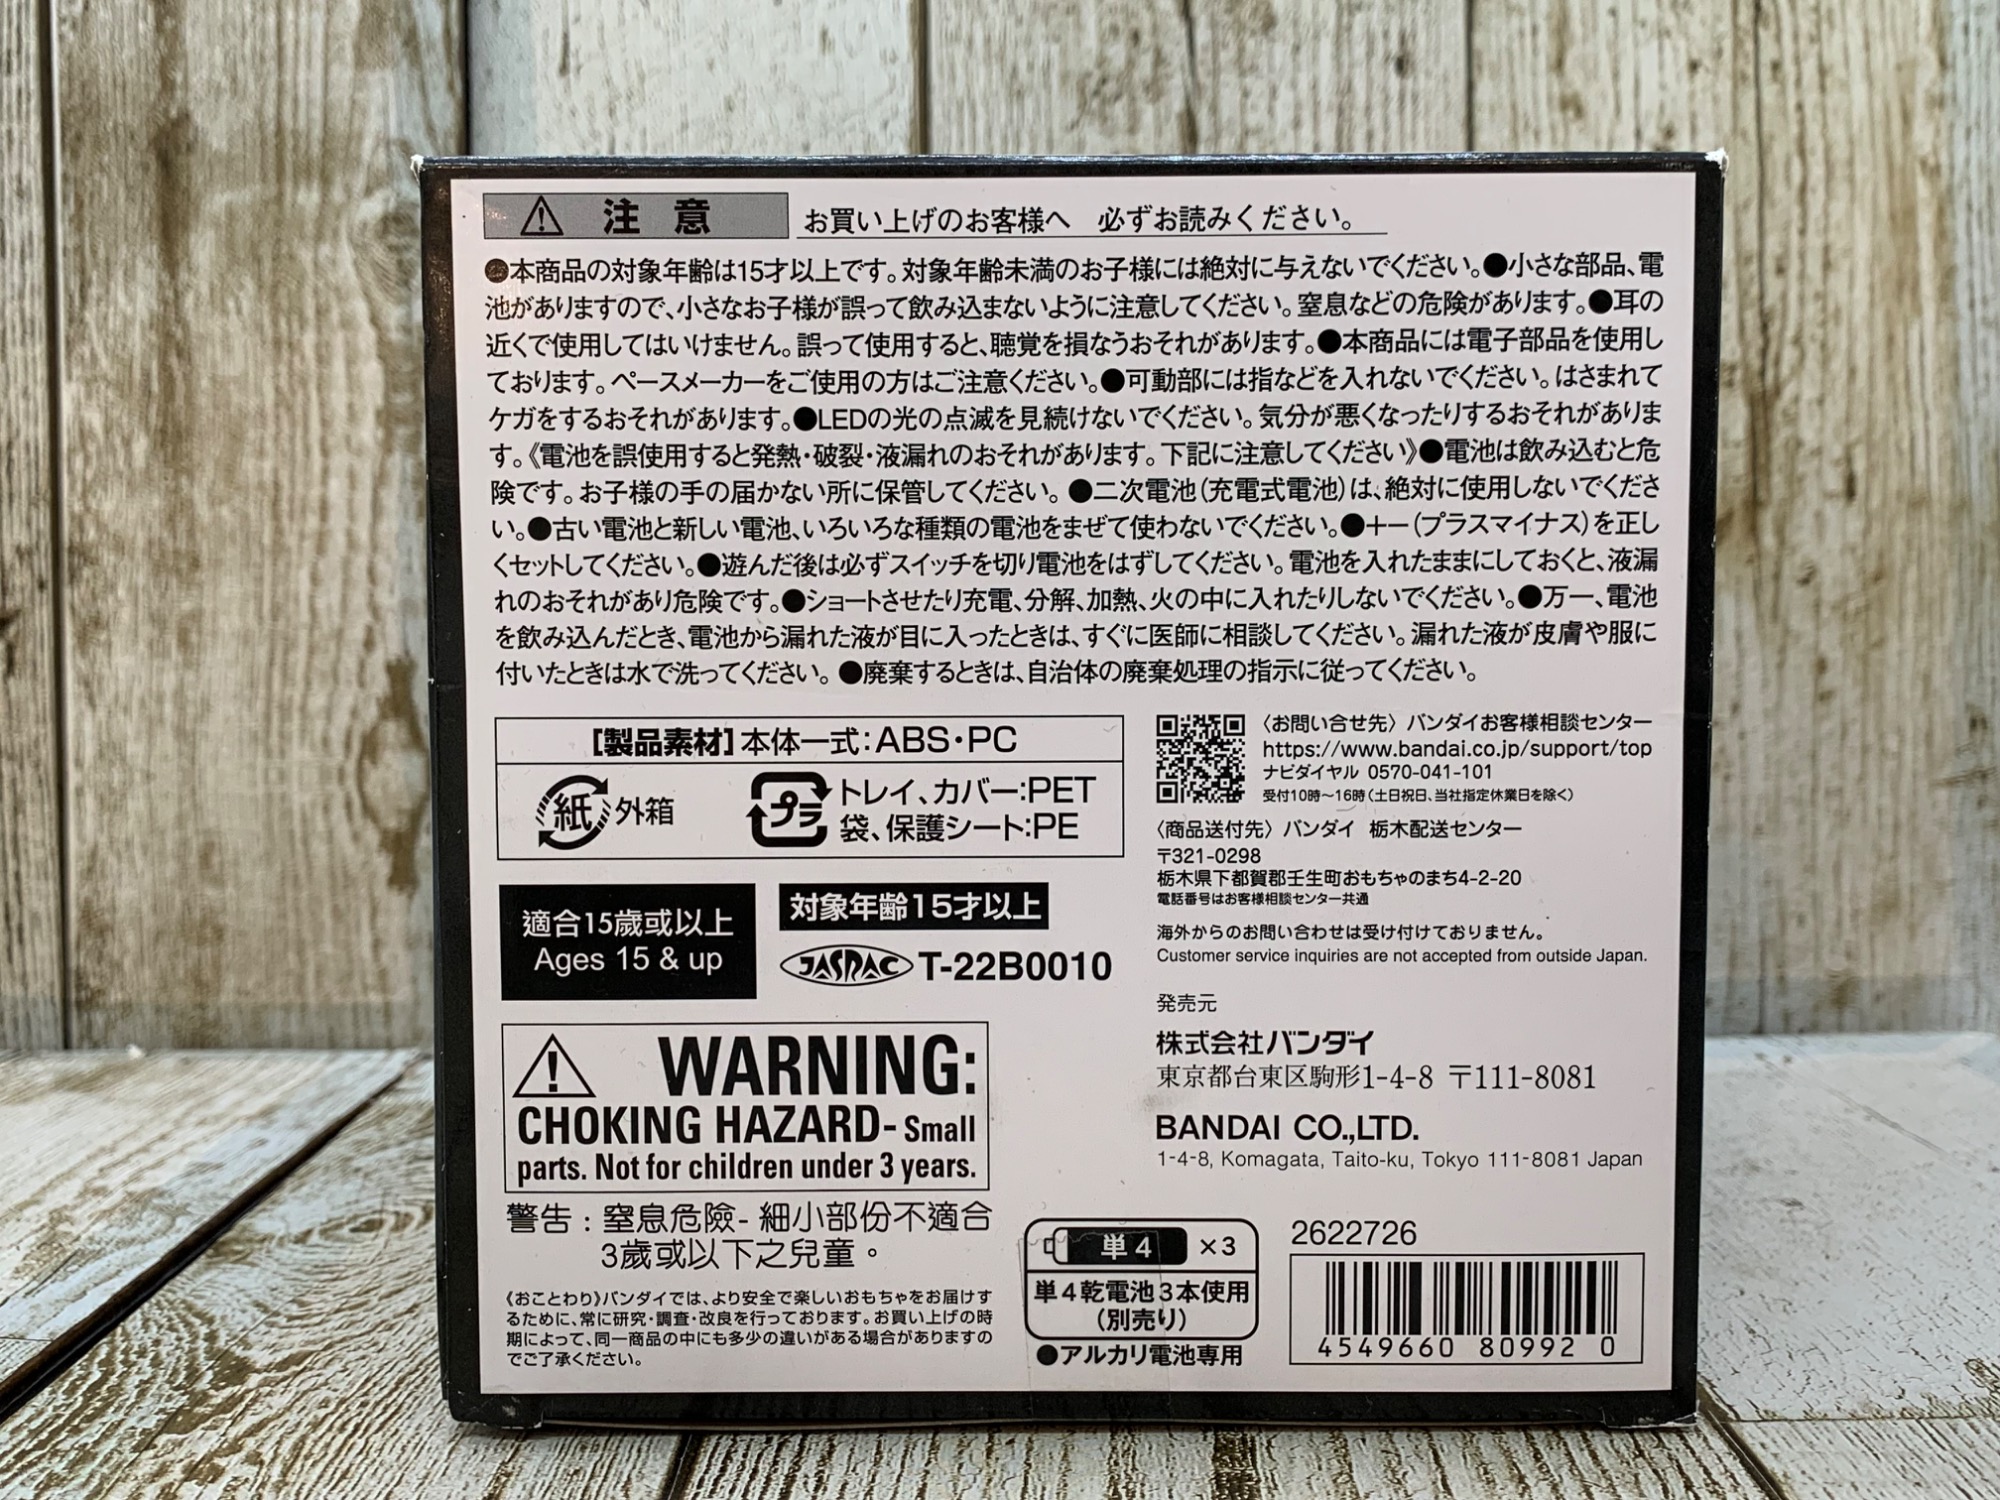 注意 お買い上げのお客様へ 必ずお読みください。
●本商品の対象年齢は15才以上です。対象年齢未満のお子様には絶対に与えないでください。●小さな部品、電
池がありますので、小さなお子様が誤って飲み込まないように注意してください。窒息などの危険があります。●耳の
近くで使用してはいけません。誤って使用すると、聴覚を損なうおそれがあります。●本商品には電子部品を使用し
ております。ペースメーカーをご使用の方はご注意ください。●可動部には指などを入れないでください。はさまれて
ケガをするおそれがあります。●LEDの光の点滅を見続けないでください。気分が悪くなったりするおそれがありま
す。《電池を誤使用すると発熱・破裂・液漏れのおそれがあります。下記に注意してください》●電池は飲み込むと危
険です。お子様の手の届かない所に保管してください。●二次電池(充電式電池)は、絶対に使用しないでくださ
い。●古い電池と新しい電池、いろいろな種類の電池をまぜて使わないでください。●+-(プラスマイナス)を正し
くセットしてください。●遊んだ後は必ずスイッチを切り電池をはずしてください。電池を入れたままにしておくと、液漏
れのおそれがあり危険です。●ショートさせたり充電、分解、加熱、火の中に入れたりしないでください。●万一、電池
を飲み込んだとき、電池から漏れた液が目に入ったときは、すぐに医師に相談してください。漏れた液が皮膚や服に
付いたときは水で洗ってください。●廃棄するときは、自治体の廃棄処理の指示に従ってください。
[製品素材]本体一式:ABS・PC
紙 外箱
プラ トレイ、カバー:PET
袋、保護シート:PE
適合15歲或以上
Ages 15 & up
対象年齢15才以上
JASRAC T-22B0010
WARNING:
CHOKING HAZARD- Small
parts. Not for children under 3 years.
警告:窒息危險-細小部份不適合
3歲或以下之兒童。
《おことわり》バンダイでは、より安全で楽しいおもちゃをお届けす
るために、常に研究・調査・改良を行っております。お買い上げの時
期によって、同一商品の中にも多少の違いがある場合がありますの
でご了承ください。
〈お問い合せ先〉バンダイお客様相談センター
https://www.bandai.co.jp/support/top
ナビダイヤル 0570-041-101
受付10時〜16時(土日祝日、当社指定休業日を除く)
〈商品送付先〉バンダイ 栃木配送センター
〒321-0298
栃木県下都賀郡壬生町おもちゃのまち4-2-20
電話番号はお客様相談センター共通
海外からのお問い合わせは受け付けておりません。
Customer service inquiries are not accepted from outside Japan.
発売元
株式会社バンダイ
東京都台東区駒形1-4-8 〒111-8081
BANDAI CO.,LTD.
1-4-8, Komagata, Taito-ku, Tokyo 111-8081 Japan
単4 ×3
単4乾電池3本使用
(別売り)
●アルカリ電池専用
2622726
4549660 80992 0